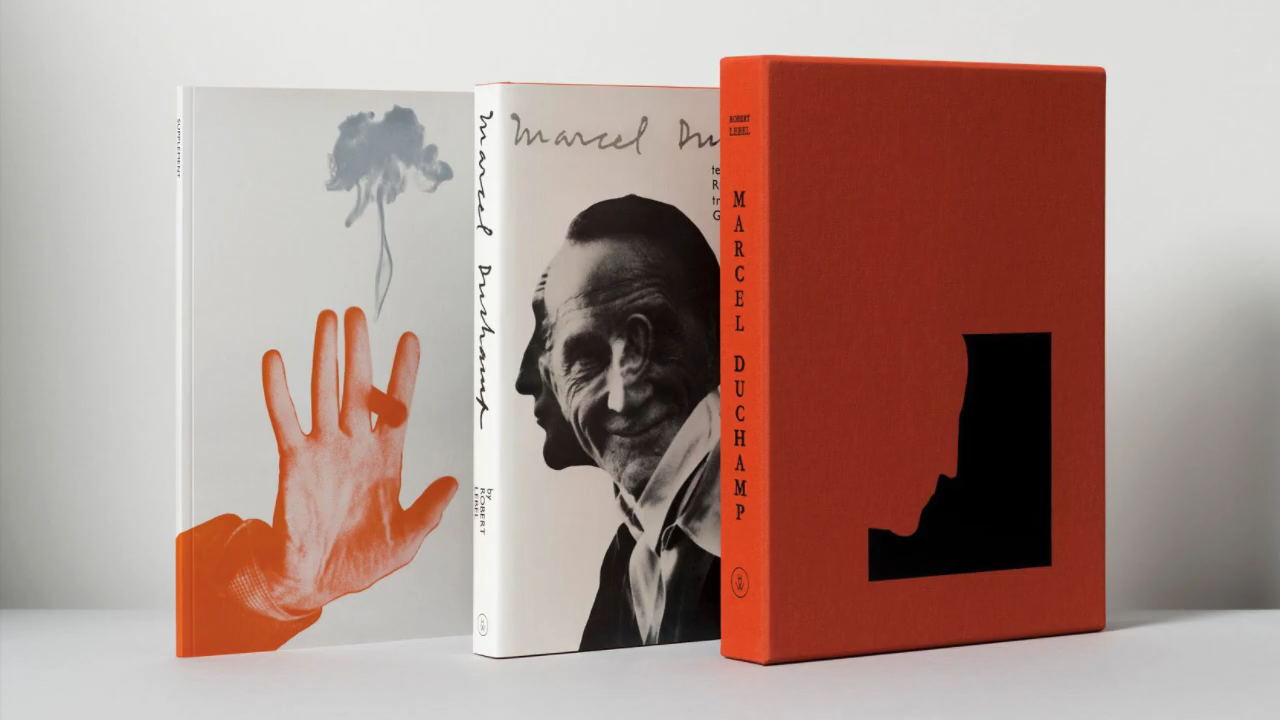 SUPPLEMENT
Marcel Duchamp
by
ROBERT
LEBEL
Marcel Du
te
R
tr
G
ROBERT
LEBEL
MARCEL DUCHAMP